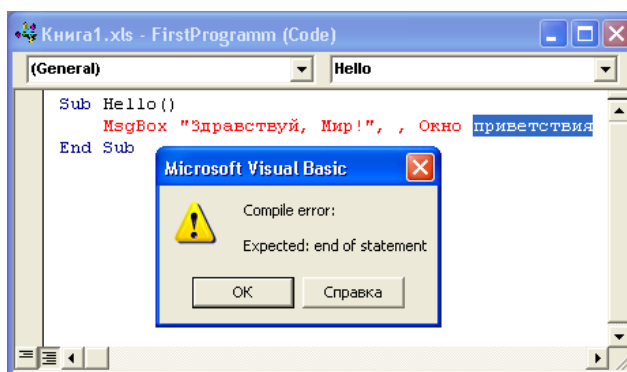 Книга1.xls - FirstProgramm (Code)
(General) Hello
Sub Hello()
MsgBox "Здравствуй, Мир!", , Окно приветствия
End Sub
Microsoft Visual Basic
Compile error:
Expected: end of statement
OK Справка